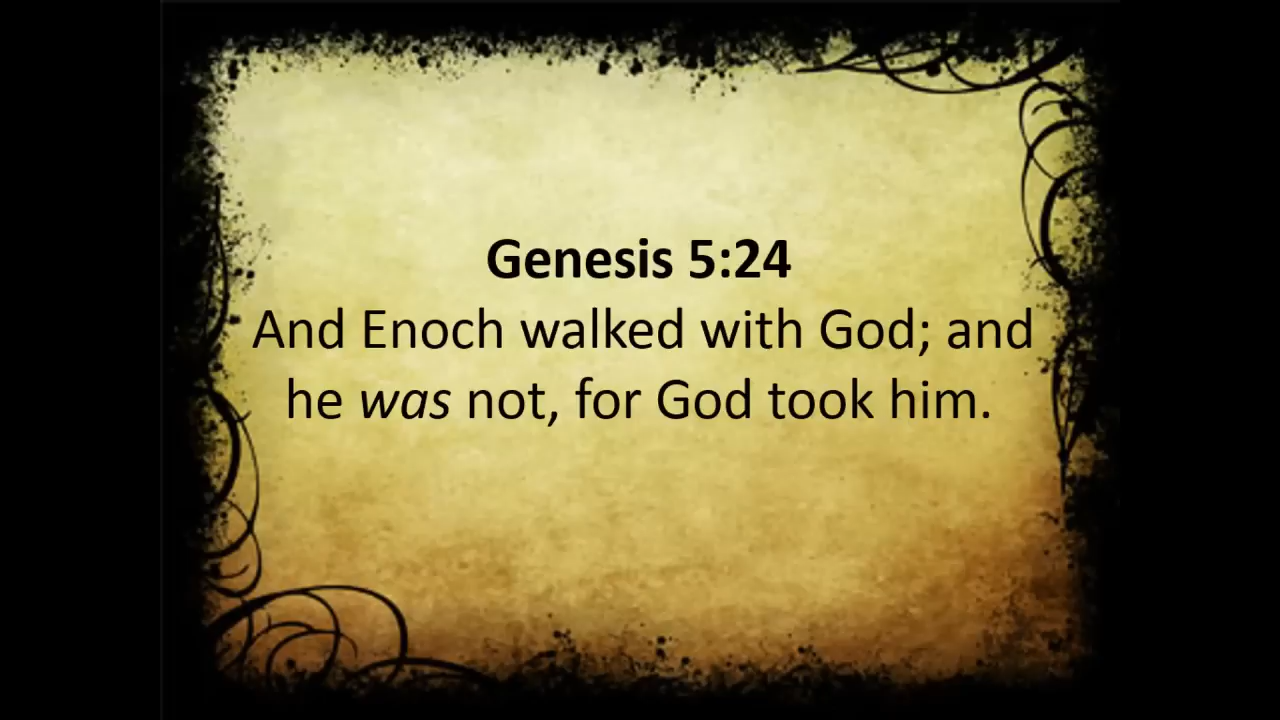 Genesis 5:24
And Enoch walked with God; and
he was not, for God took him.